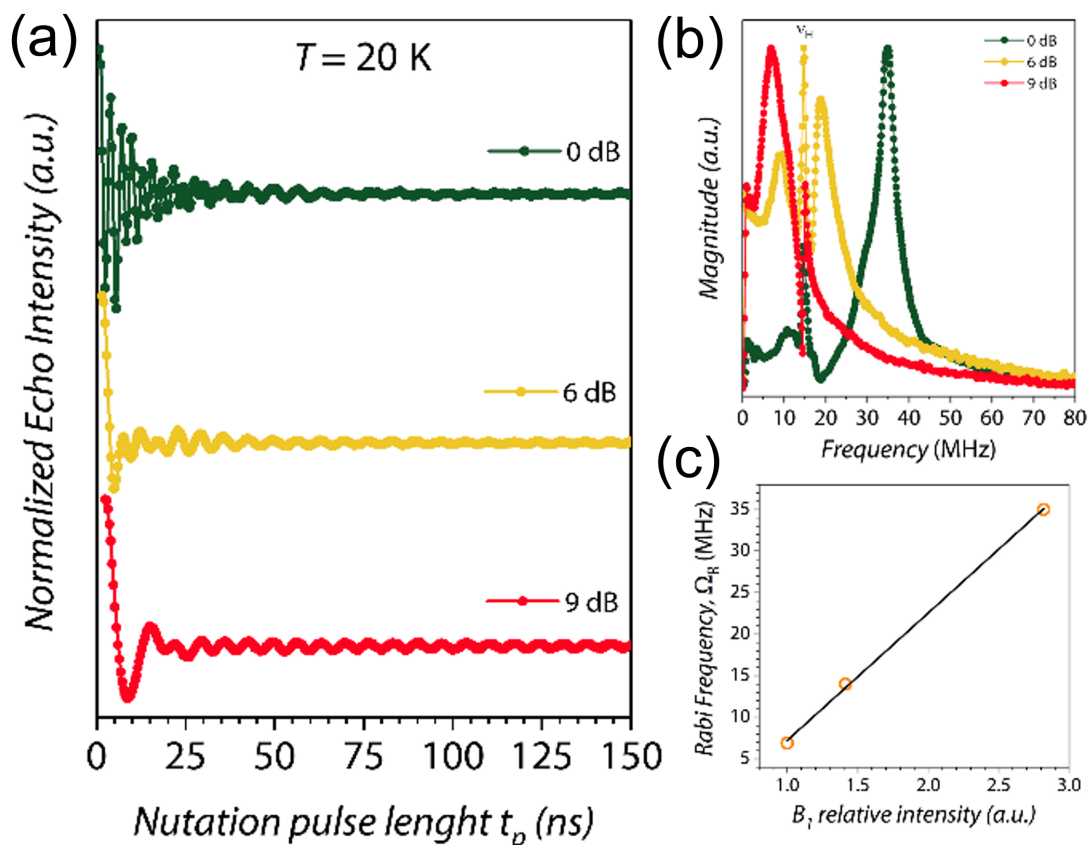 (a)
T = 20 K
0 dB
6 dB
9 dB
Normalized Echo Intensity (a.u.)
0 25 50 75 100 125 150
Nutation pulse lenght tp (ns)
(b)
νH
0 dB
6 dB
9 dB
Magnitude (a.u.)
0 10 20 30 40 50 60 70 80
Frequency (MHz)
(c)
35
30
25
20
15
10
5
Rabi Frequency, ΩR (MHz)
1.0 1.5 2.0 2.5 3.0
B1 relative intensity (a.u.)